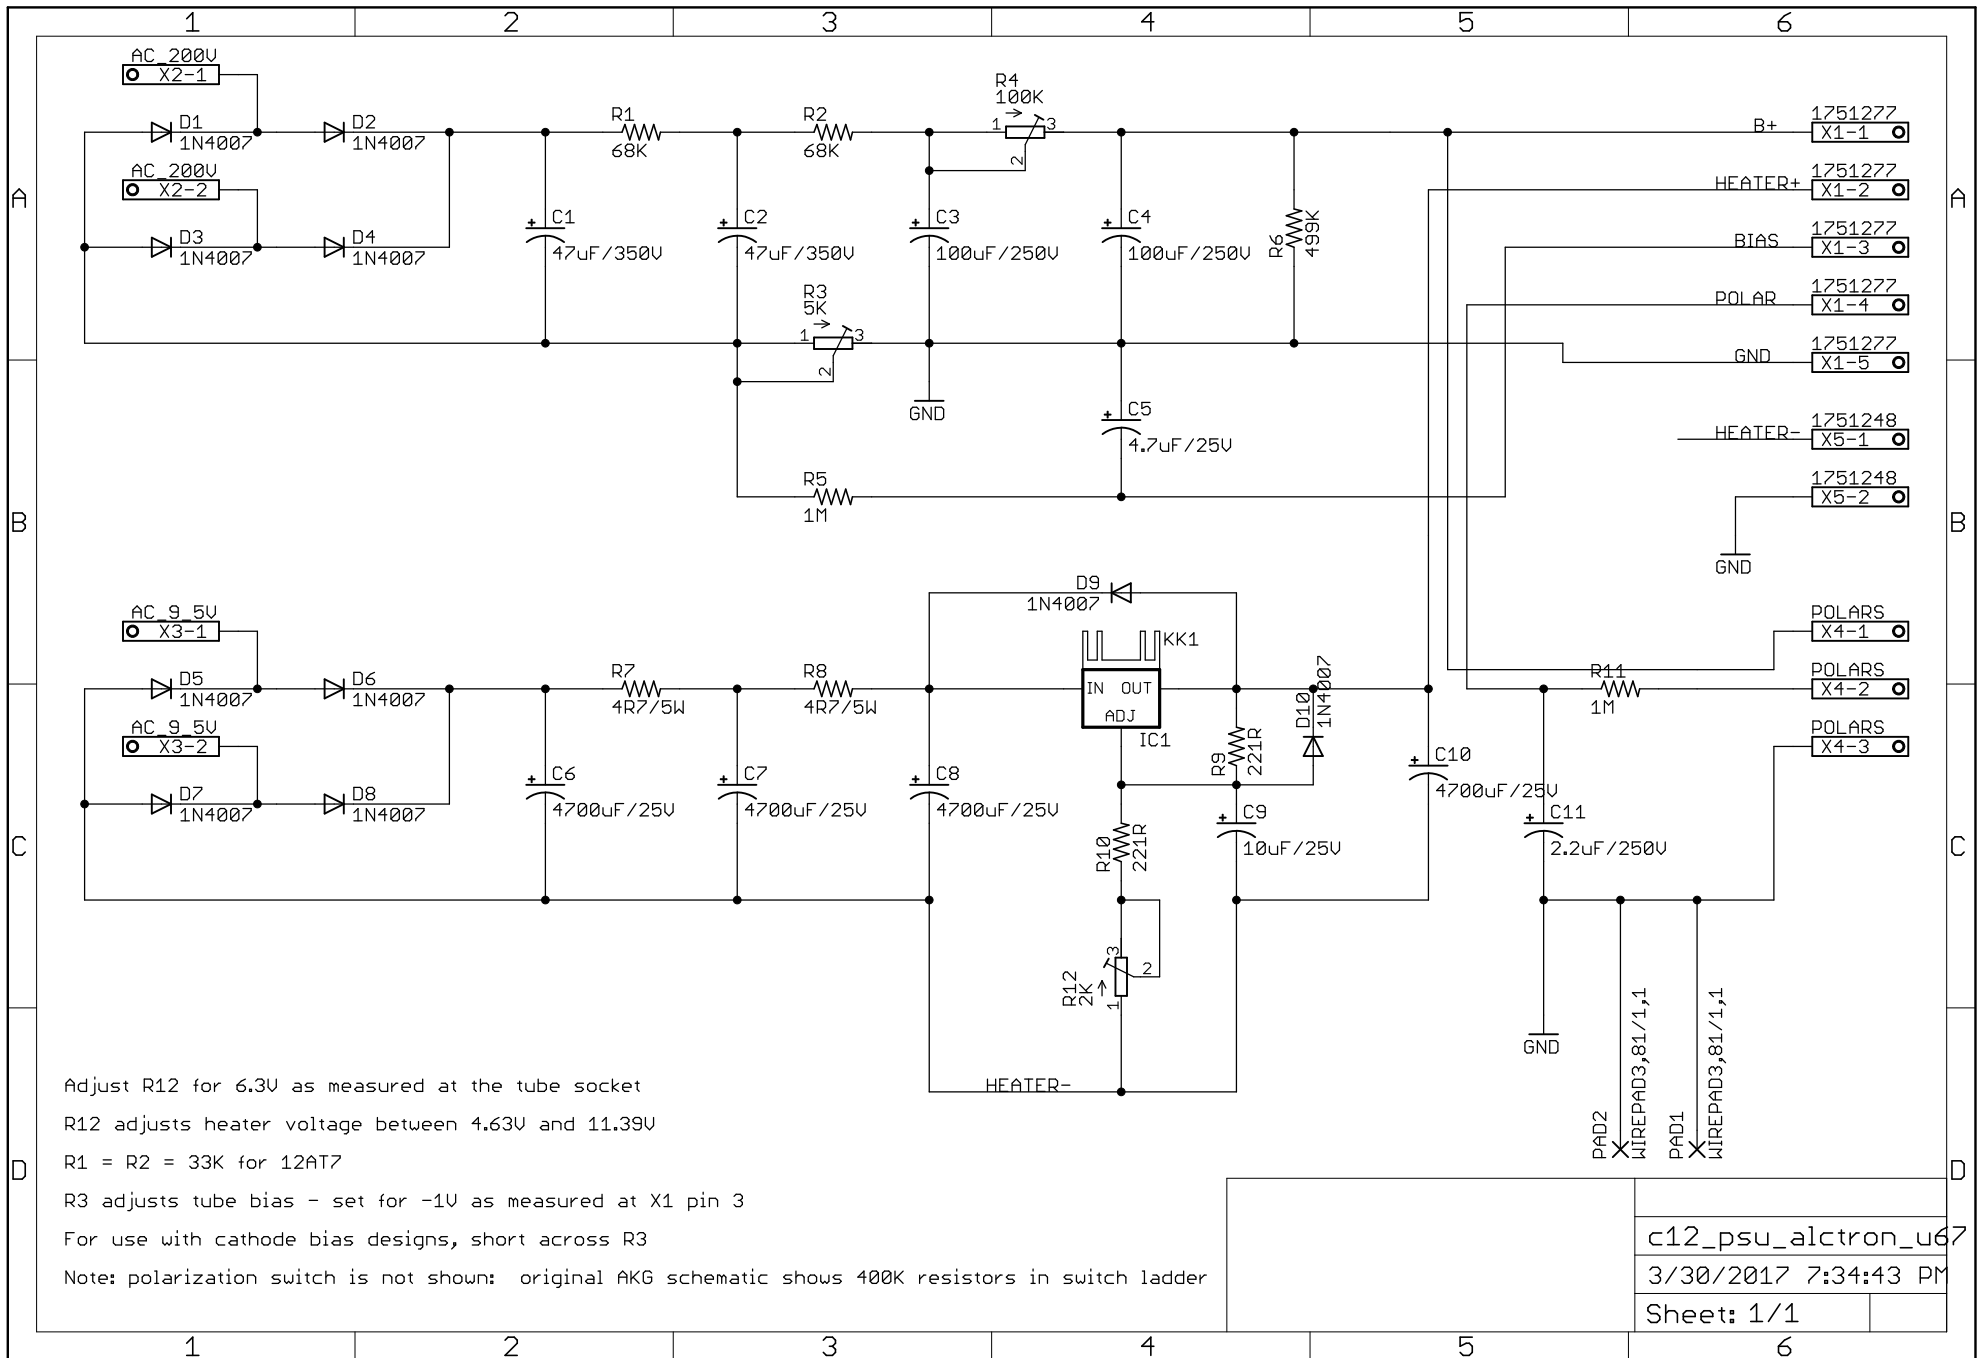 1 2 3 4 5 6
A
B
C
D
A
B
C
D
AC_200V
X2-1
D1
1N4007
D2
1N4007
AC_200V
X2-2
D3
1N4007
D4
1N4007
R1
68K
R2
68K
R4
100K
1 3
2
C1
47uF/350V
C2
47uF/350V
C3
100uF/250V
C4
100uF/250V
R6
499K
R3
5K
1 3
2
GND
C5
4.7uF/25V
R5
1M
B+
1751277
X1-1
HEATER+
1751277
X1-2
BIAS
1751277
X1-3
POLAR
1751277
X1-4
GND
1751277
X1-5
HEATER-
1751248
X5-1
1751248
X5-2
GND
AC_9_5V
X3-1
D5
1N4007
D6
1N4007
AC_9_5V
X3-2
D7
1N4007
D8
1N4007
R7
4R7/5W
R8
4R7/5W
C6
4700uF/25V
C7
4700uF/25V
C8
4700uF/25V
D9
1N4007
KK1
IN OUT
ADJ
IC1
R9
221R
D10
1N4007
C10
4700uF/25V
C9
10uF/25V
R10
221R
R12
2K
3
2
1
HEATER-
POLARS
X4-1
R11
1M
POLARS
X4-2
POLARS
X4-3
C11
2.2uF/250V
GND
PAD2
WIREPAD3,81/1,1
PAD1
WIREPAD3,81/1,1
Adjust R12 for 6.3V as measured at the tube socket
R12 adjusts heater voltage between 4.63V and 11.39V
R1 = R2 = 33K for 12AT7
R3 adjusts tube bias - set for -1V as measured at X1 pin 3
For use with cathode bias designs, short across R3
Note: polarization switch is not shown: original AKG schematic shows 400K resistors in switch ladder
c12_psu_alctron_u67
3/30/2017 7:34:43 PM
Sheet: 1/1
1 2 3 4 5 6